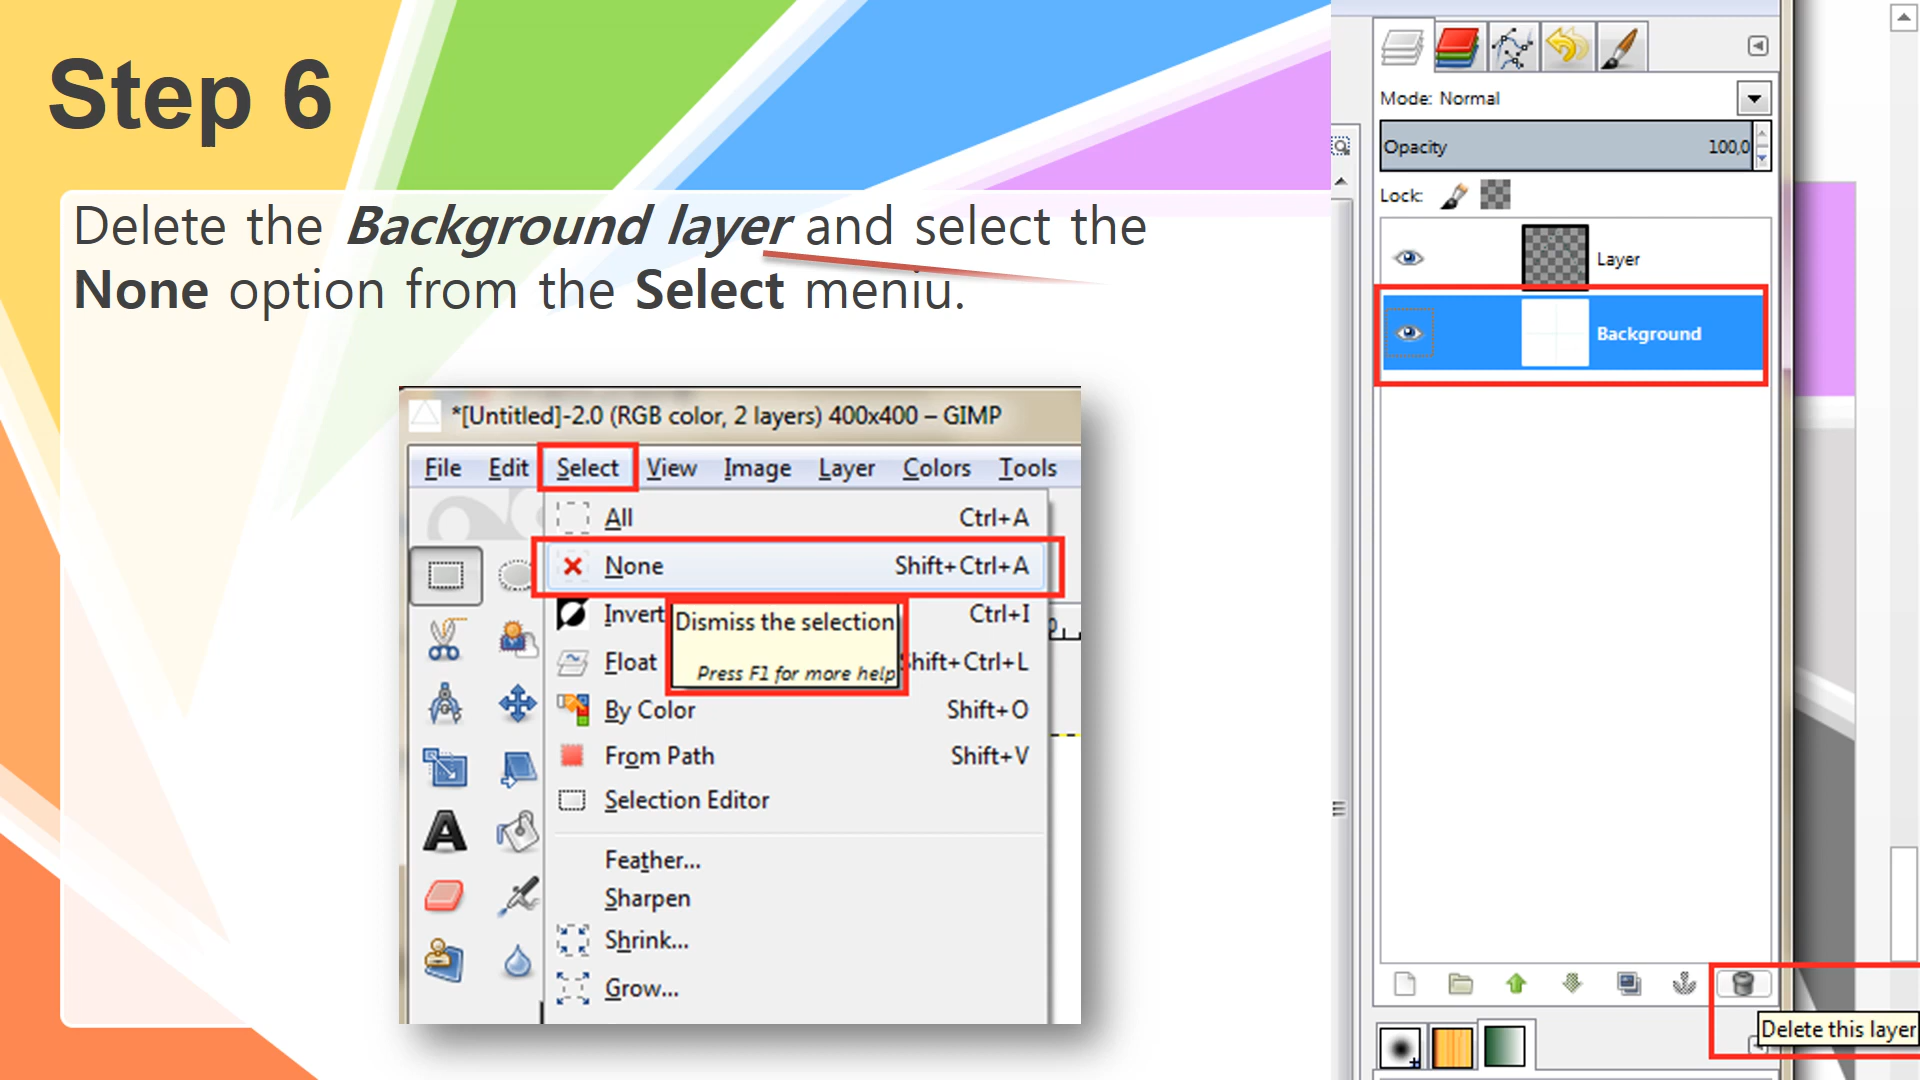 Step 6
Delete the Background layer and select the
None option from the Select meniu.
*[Untitled]-2.0 (RGB color, 2 layers) 400x400 – GIMP
File Edit Select View Image Layer Colors Tools
All Ctrl+A
None Shift+Ctrl+A
Invert Ctrl+I
Dismiss the selection
Float Shift+Ctrl+L
Press F1 for more help
By Color Shift+O
From Path Shift+V
Selection Editor
Feather...
Sharpen
Shrink...
Grow...
Mode: Normal
Opacity 100,0
Lock:
Layer
Background
Delete this layer